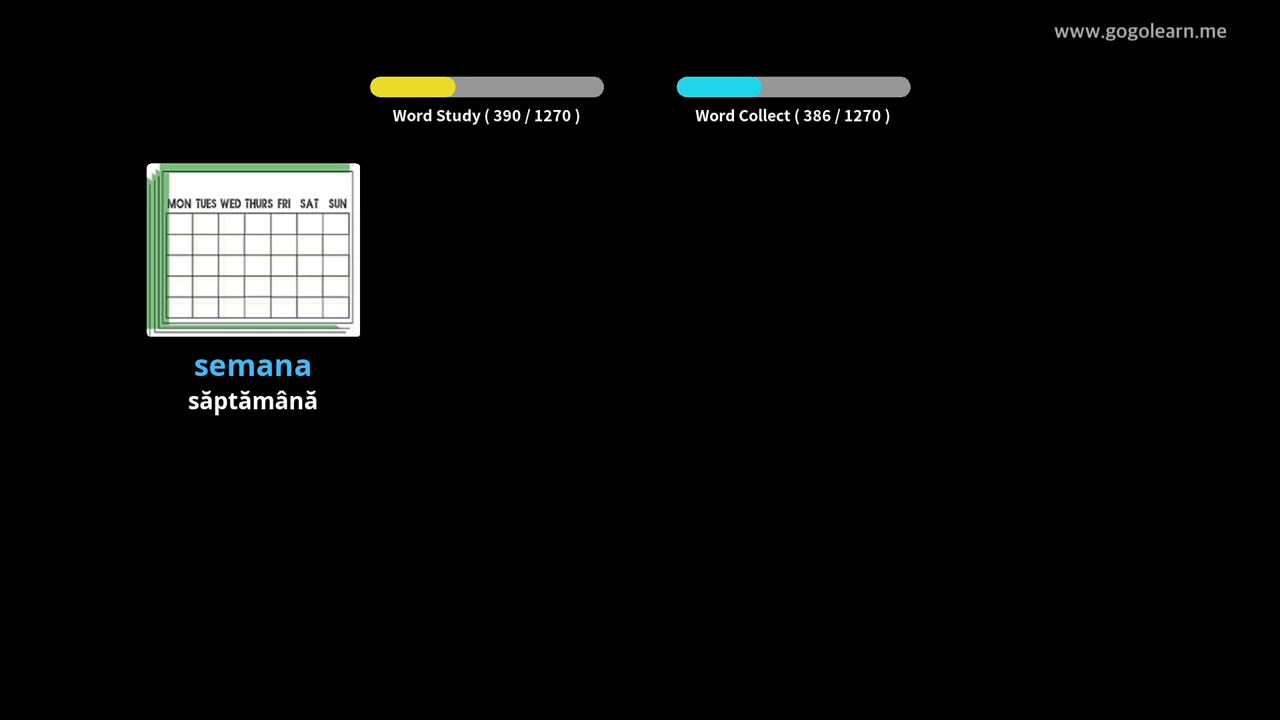 www.gogolearn.me
Word Study ( 390 / 1270 )
Word Collect ( 386 / 1270 )
MON TUES WED THURS FRI SAT SUN
semana
săptămână